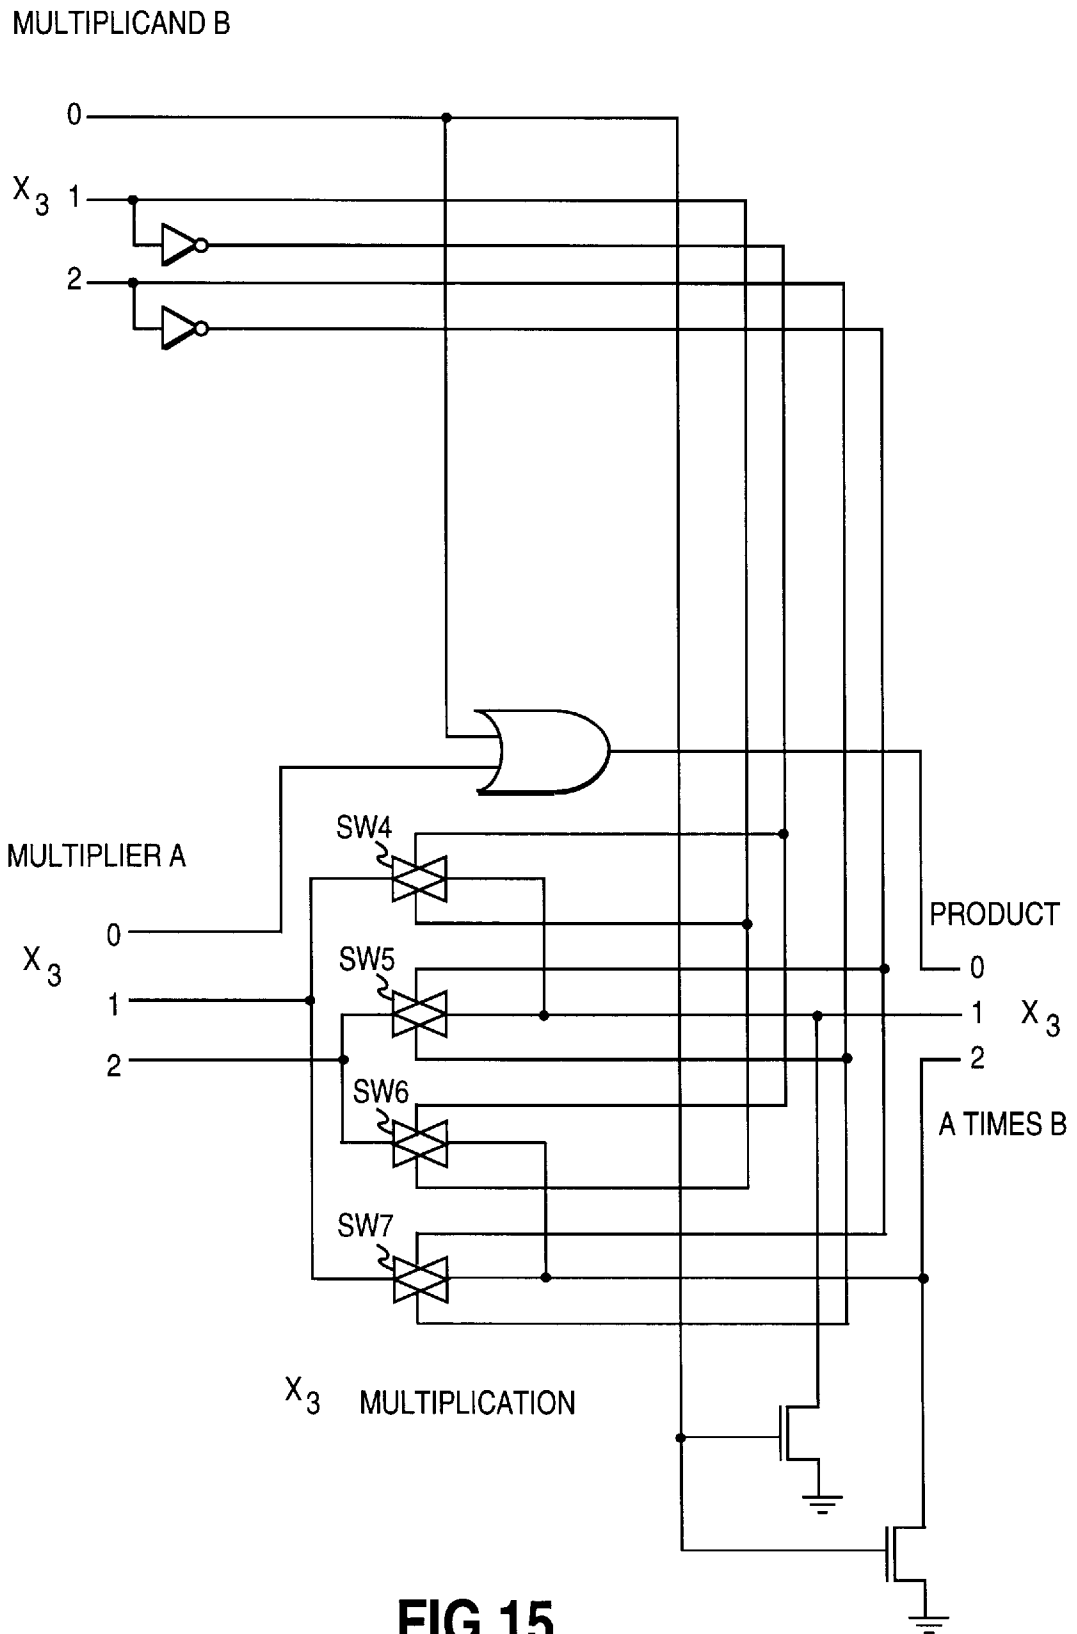 MULTIPLICAND B
0
X3 1
2
SW4
MULTIPLIER A
PRODUCT
0
X3
SW5
0
1
1 X3
2
2
SW6
A TIMES B
SW7
X3 MULTIPLICATION
FIG.15